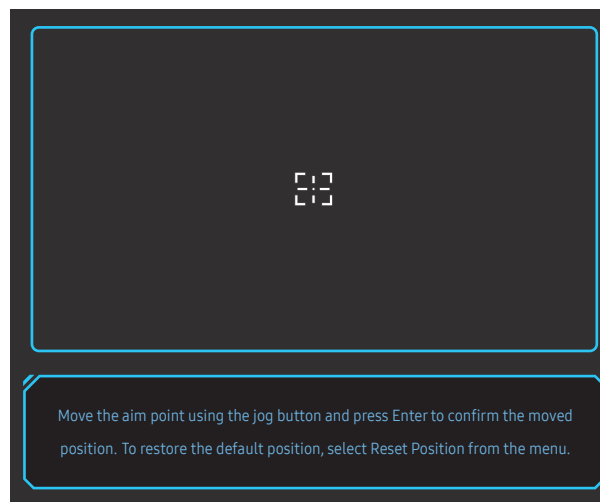 Move the aim point using the jog button and press Enter to confirm the moved
position. To restore the default position, select Reset Position from the menu.